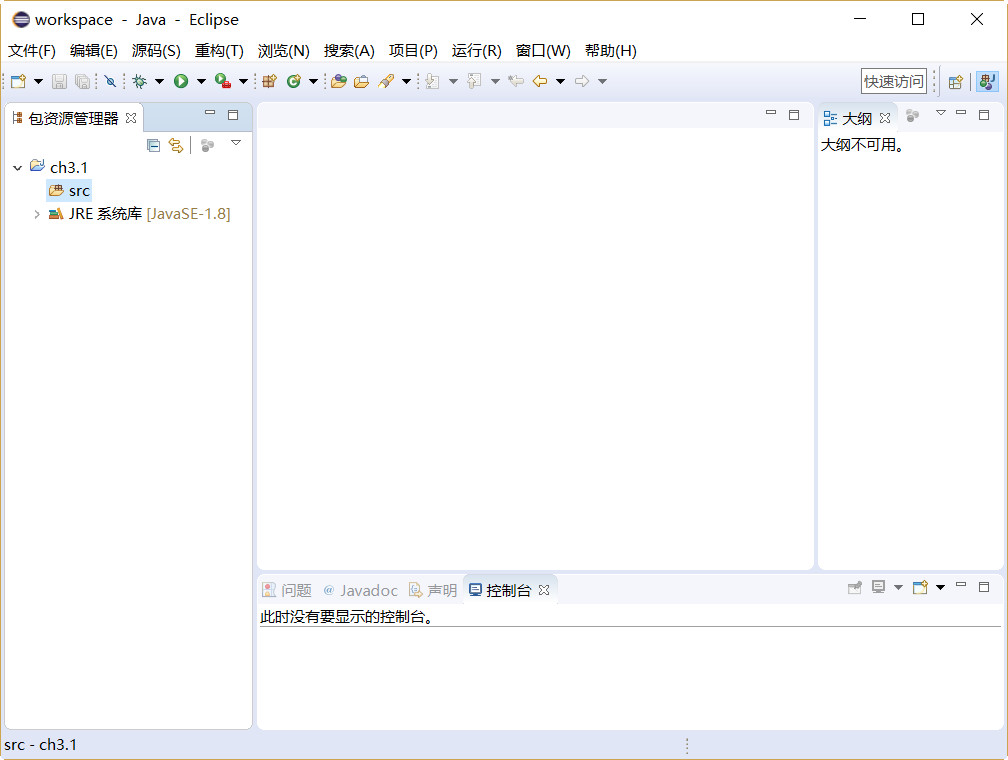 workspace - Java - Eclipse
文件(F) 编辑(E) 源码(S) 重构(T) 浏览(N) 搜索(A) 项目(P) 运行(R) 窗口(W) 帮助(H)
快速访问
包资源管理器
ch3.1
src
JRE 系统库 [JavaSE-1.8]
大纲
大纲不可用。
问题 @ Javadoc 声明 控制台
此时没有要显示的控制台。
src - ch3.1